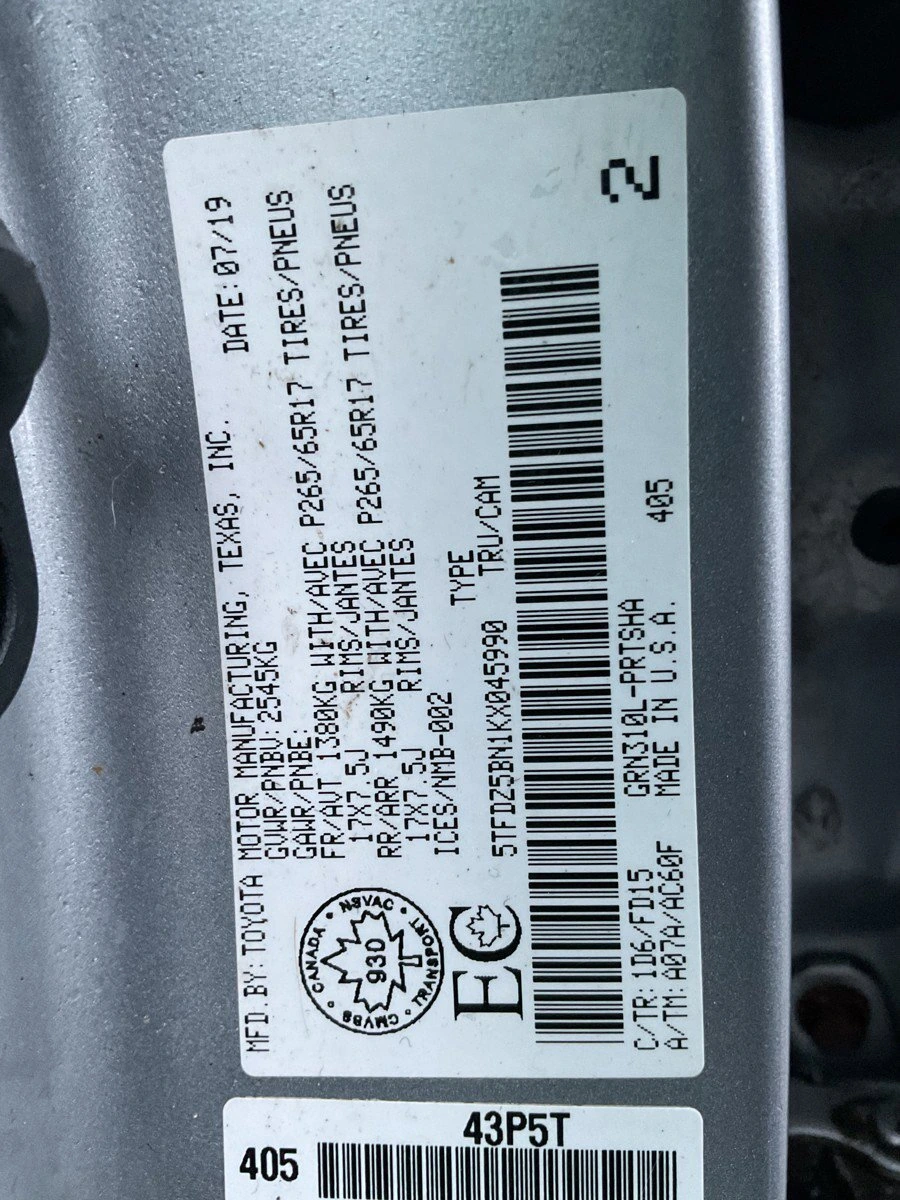 MFD.BY:TOYOTA MOTOR MANUFACTURING, TEXAS, INC. DATE:07/19
GVWR/PNBV:2545KG
GAWR/PNBE:
FR/AVT 1380KG WITH/AVEC P265/65R17 TIRES/PNEUS
17X7.5J RIMS/JANTES
RR/ARR 1490KG WITH/AVEC P265/65R17 TIRES/PNEUS
17X7.5J RIMS/JANTES
ICES/NMB-002
TYPE
5TFDZ5BN1KX045990 TRU/CAM
CANADA • NSVAC • TRANSPORT • CMVSS •
930
EC
2
C/TR:1D6/FD15 GRN310L-PRTSHA
A/TM:A07A/AC60F MADE IN U.S.A. 405
43P5T
405